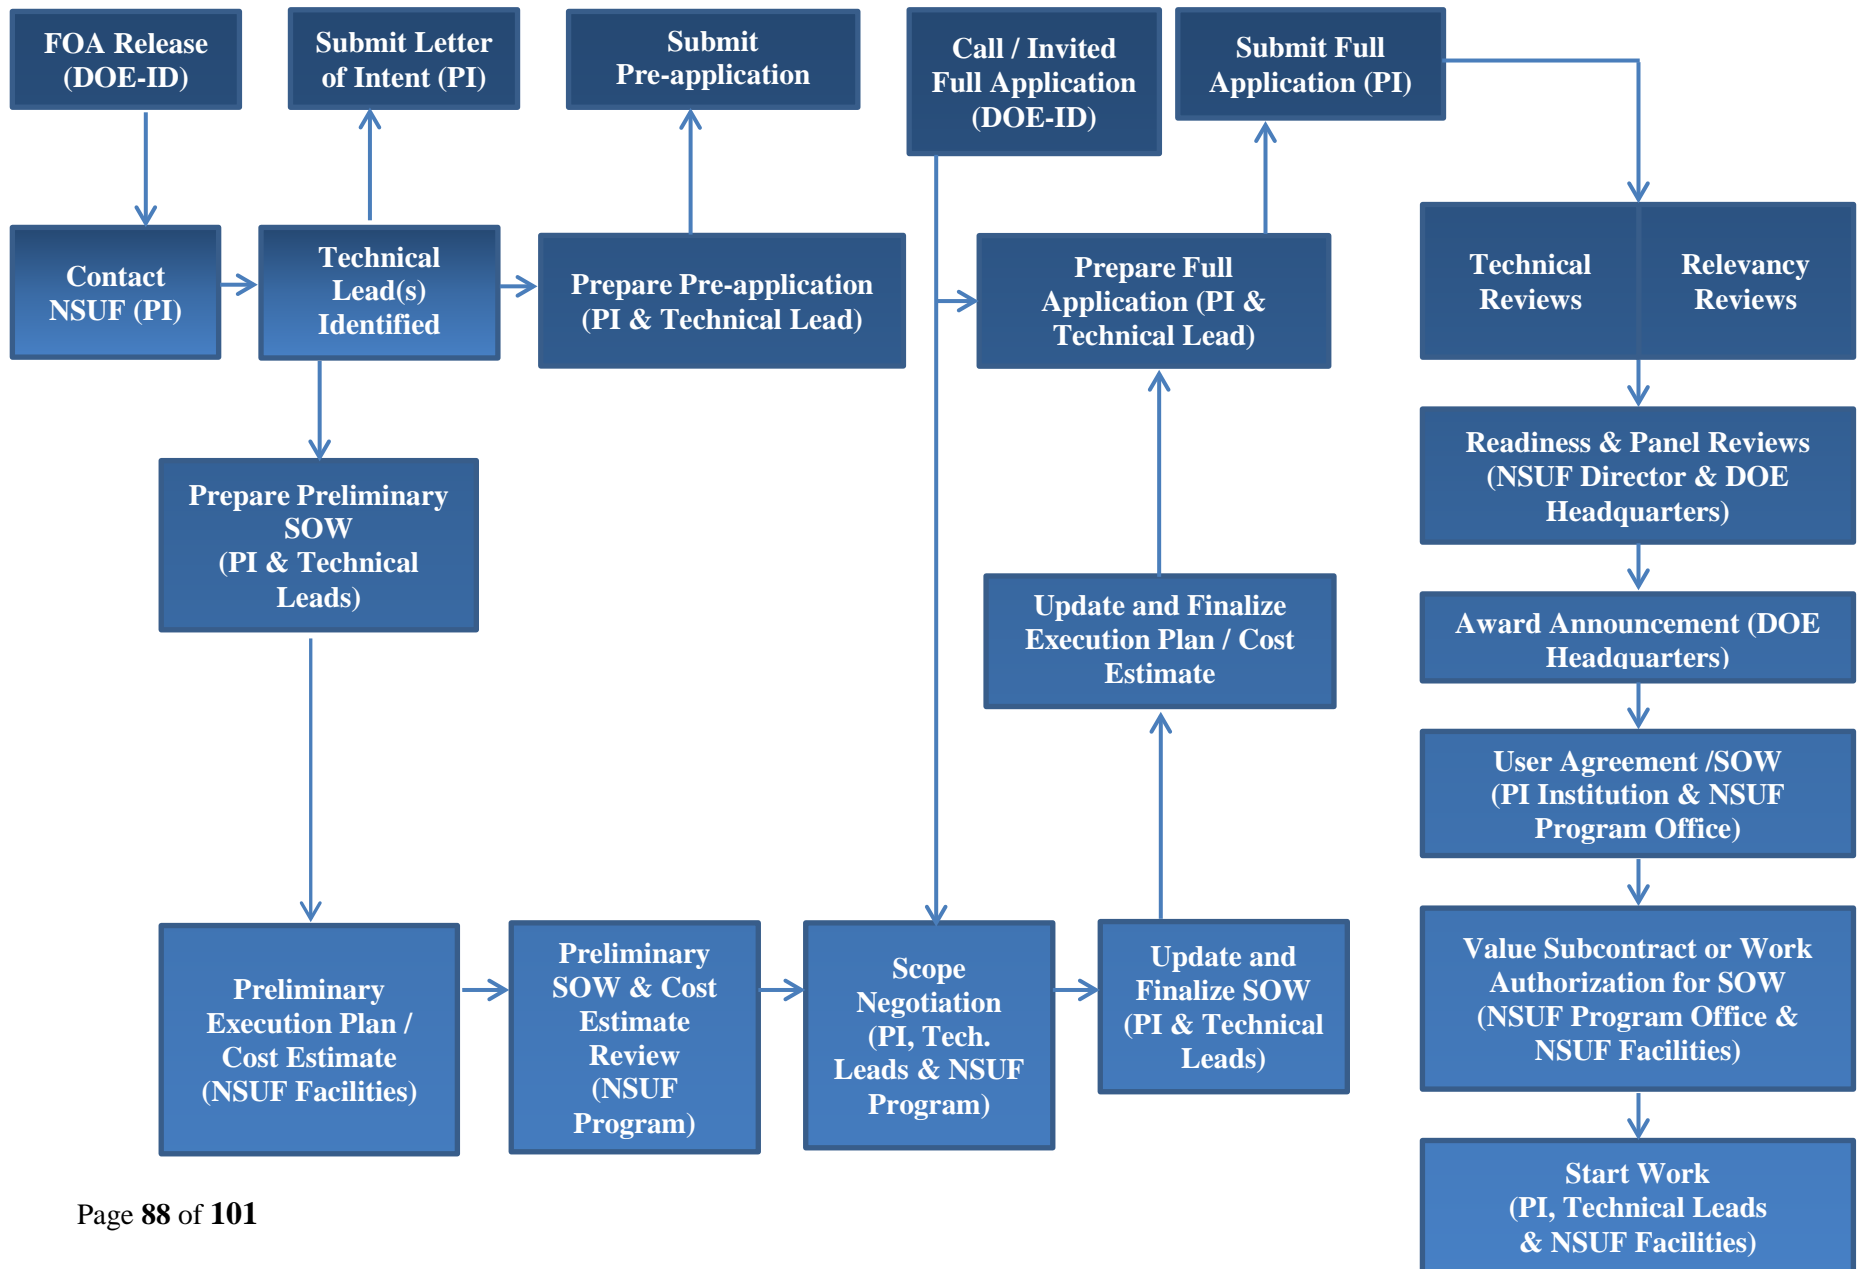 FOA Release
(DOE-ID)
Submit Letter
of Intent (PI)
Submit
Pre-application
Call / Invited
Full Application
(DOE-ID)
Submit Full
Application (PI)
Contact
NSUF (PI)
Technical
Lead(s)
Identified
Prepare Pre-application
(PI & Technical Lead)
Prepare Full
Application (PI &
Technical Lead)
Technical
Reviews
Relevancy
Reviews
Prepare Preliminary
SOW
(PI & Technical
Leads)
Readiness & Panel Reviews
(NSUF Director & DOE
Headquarters)
Update and Finalize
Execution Plan / Cost
Estimate
Award Announcement (DOE
Headquarters)
User Agreement /SOW
(PI Institution & NSUF
Program Office)
Preliminary
Execution Plan /
Cost Estimate
(NSUF Facilities)
Preliminary
SOW & Cost
Estimate
Review
(NSUF
Program)
Scope
Negotiation
(PI, Tech.
Leads & NSUF
Program)
Update and
Finalize SOW
(PI & Technical
Leads)
Value Subcontract or Work
Authorization for SOW
(NSUF Program Office &
NSUF Facilities)
Start Work
(PI, Technical Leads
& NSUF Facilities)
Page 88 of 101